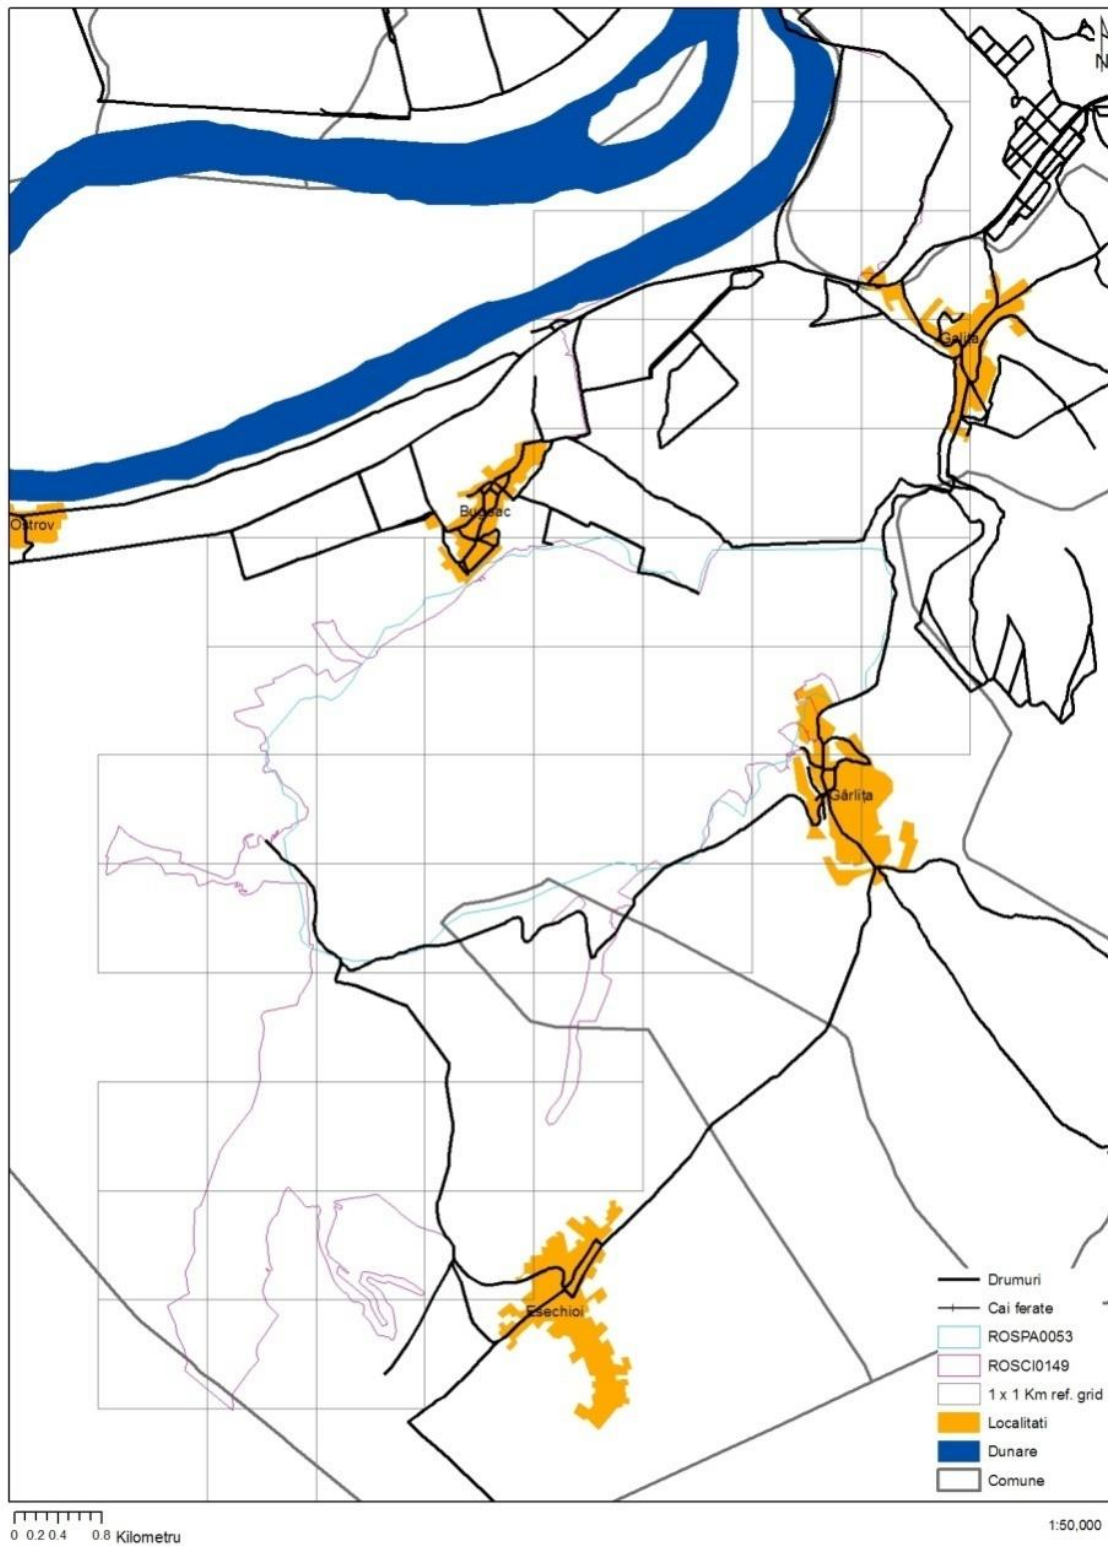 N
Galița
Ostrov
Bugeac
Gârlița
Esechioi
Drumuri
Cai ferate
ROSPA0053
ROSCI0149
1 x 1 Km ref. grid
Localitati
Dunare
Comune
0 0.2 0.4 0.8 Kilometru
1:50,000